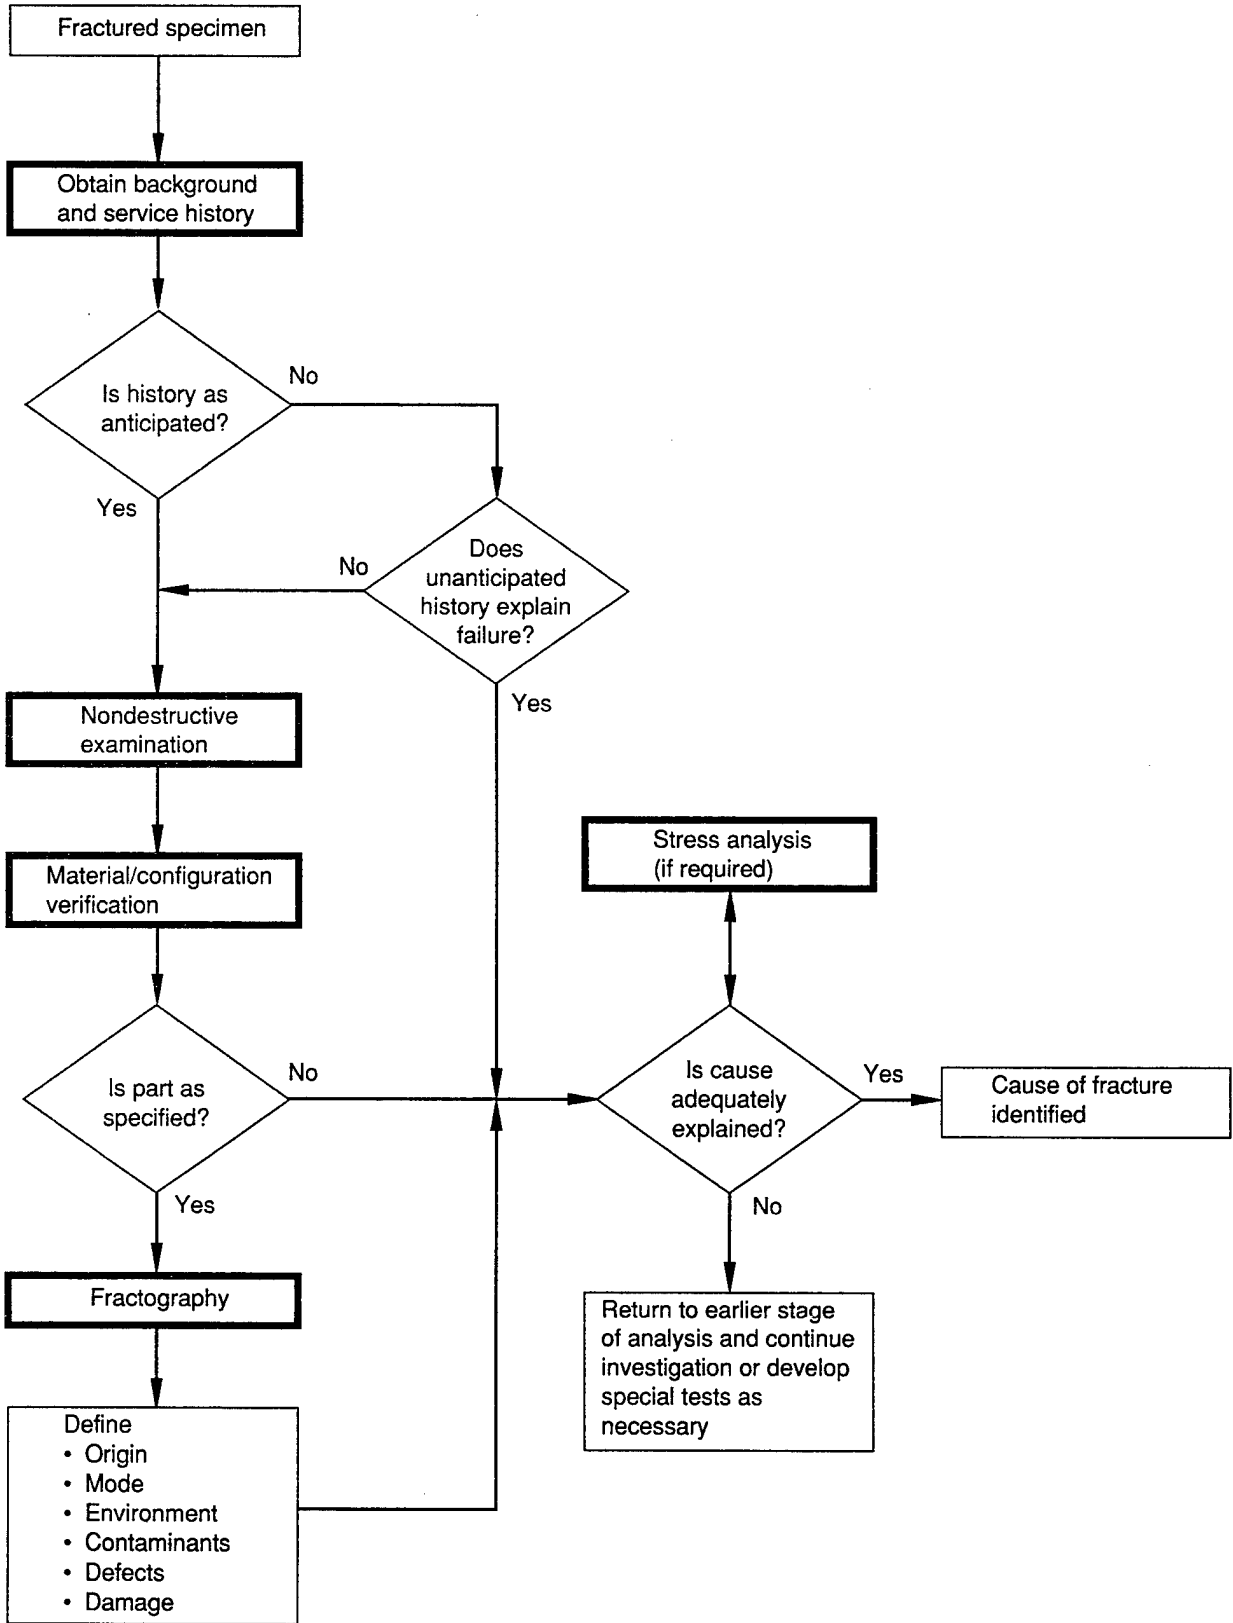 Fractured specimen
Obtain background
and service history
Is history as
anticipated?
No
Yes
Does
unanticipated
history explain
failure?
No
Yes
Nondestructive
examination
Material/configuration
verification
Stress analysis
(if required)
Is part as
specified?
No
Yes
Is cause
adequately
explained?
Yes
No
Cause of fracture
identified
Fractography
Return to earlier stage
of analysis and continue
investigation or develop
special tests as
necessary
Define
• Origin
• Mode
• Environment
• Contaminants
• Defects
• Damage